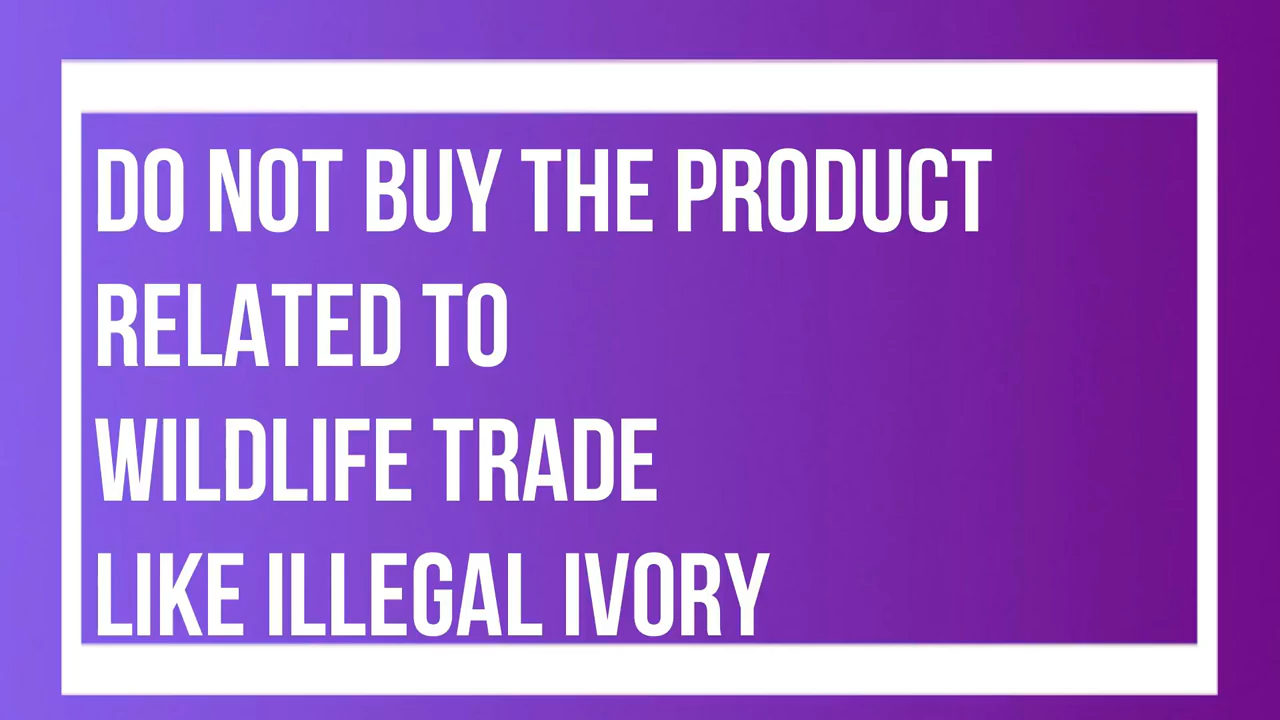 DO NOT BUY THE PRODUCT
RELATED TO
WILDLIFE TRADE
LIKE ILLEGAL IVORY